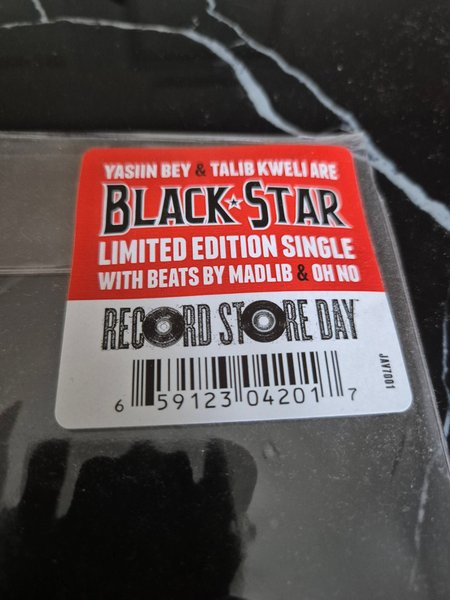 YASIIN BEY & TALIB KWELI ARE
BLACK★STAR
LIMITED EDITION SINGLE
WITH BEATS BY MADLIB & OH NO
RECORD STORE DAY
6 59123 04201 7
JAV7001